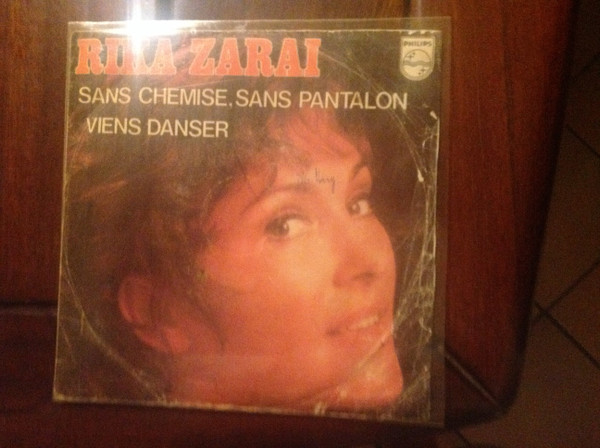 RIKA ZARAI
PHILIPS
SANS CHEMISE, SANS PANTALON
VIENS DANSER